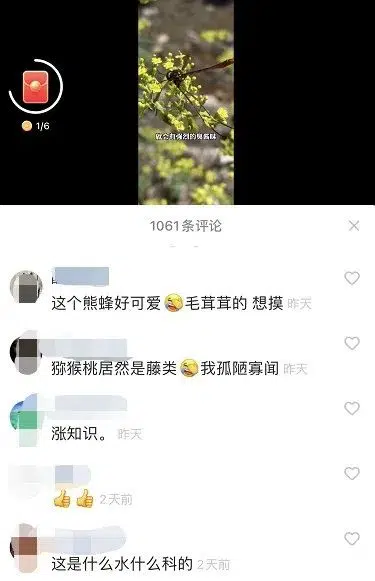 就会有强烈的臭酱味
1/6
1061条评论
这个熊蜂好可爱😝毛茸茸的 想摸 昨天
猕猴桃居然是藤类😝我孤陋寡闻 昨天
涨知识。 昨天
👍👍 2天前
这是什么水什么科的 2天前